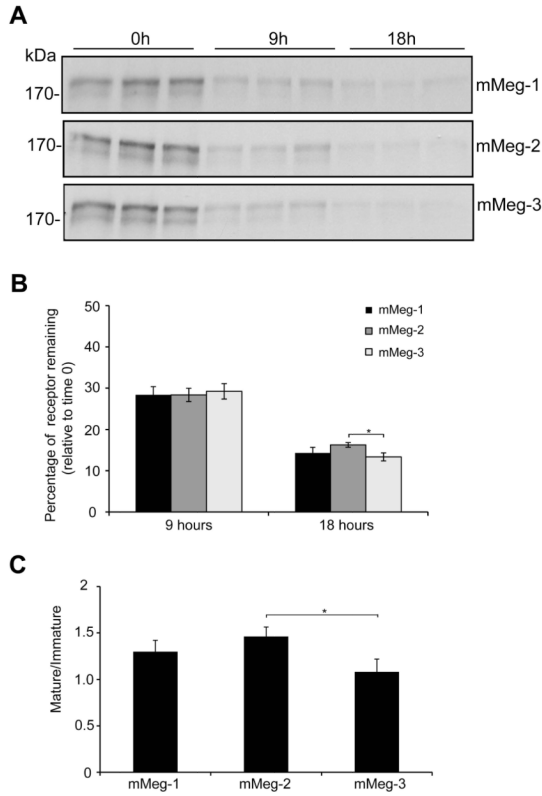 A
0h 9h 18h
kDa
170-
mMeg-1
170-
mMeg-2
170-
mMeg-3
B
Percentage of receptor remaining
(relative to time 0)
50
40
30
20
10
0
mMeg-1
mMeg-2
mMeg-3
*
9 hours 18 hours
C
Mature/Immature
2
1.5
1.0
0.5
0
*
mMeg-1 mMeg-2 mMeg-3